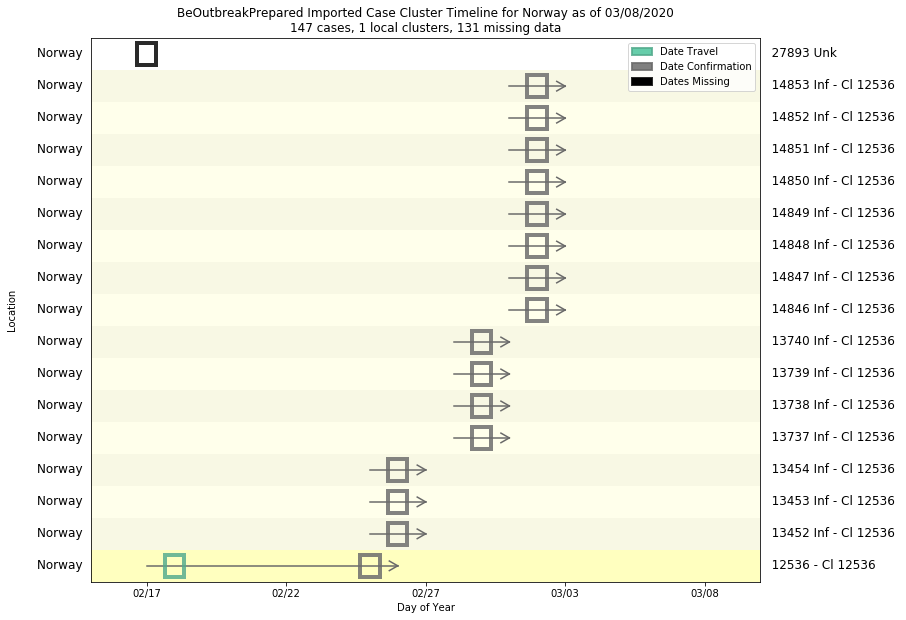 BeOutbreakPrepared Imported Case Cluster Timeline for Norway as of 03/08/2020
147 cases, 1 local clusters, 131 missing data
Date Travel
Date Confirmation
Dates Missing
Norway 27893 Unk
Norway 14853 Inf - Cl 12536
Norway 14852 Inf - Cl 12536
Norway 14851 Inf - Cl 12536
Norway 14850 Inf - Cl 12536
Norway 14849 Inf - Cl 12536
Norway 14848 Inf - Cl 12536
Norway 14847 Inf - Cl 12536
Norway 14846 Inf - Cl 12536
Norway 13740 Inf - Cl 12536
Norway 13739 Inf - Cl 12536
Norway 13738 Inf - Cl 12536
Norway 13737 Inf - Cl 12536
Norway 13454 Inf - Cl 12536
Norway 13453 Inf - Cl 12536
Norway 13452 Inf - Cl 12536
Norway 12536 - Cl 12536
Location
02/17 02/22 02/27 03/03 03/08
Day of Year